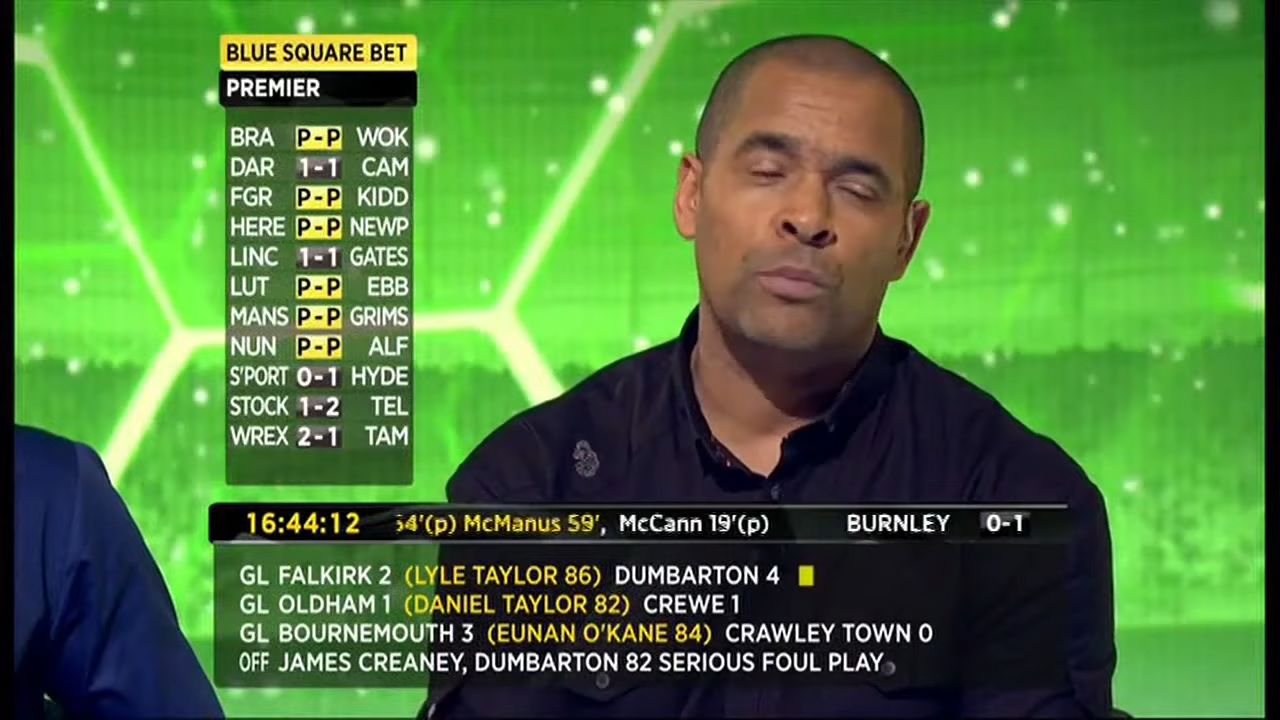 BLUE SQUARE BET
PREMIER
BRA P-P WOK
DAR 1-1 CAM
FGR P-P KIDD
HERE P-P NEWP
LINC 1-1 GATES
LUT P-P EBB
MANS P-P GRIMS
NUN P-P ALF
S'PORT 0-1 HYDE
STOCK 1-2 TEL
WREX 2-1 TAM
16:44:12 54'(p) McManus 59', McCann 19'(p) BURNLEY 0-1
GL FALKIRK 2 (LYLE TAYLOR 86) DUMBARTON 4
GL OLDHAM 1 (DANIEL TAYLOR 82) CREWE 1
GL BOURNEMOUTH 3 (EUNAN O'KANE 84) CRAWLEY TOWN 0
OFF JAMES CREANEY, DUMBARTON 82 SERIOUS FOUL PLAY